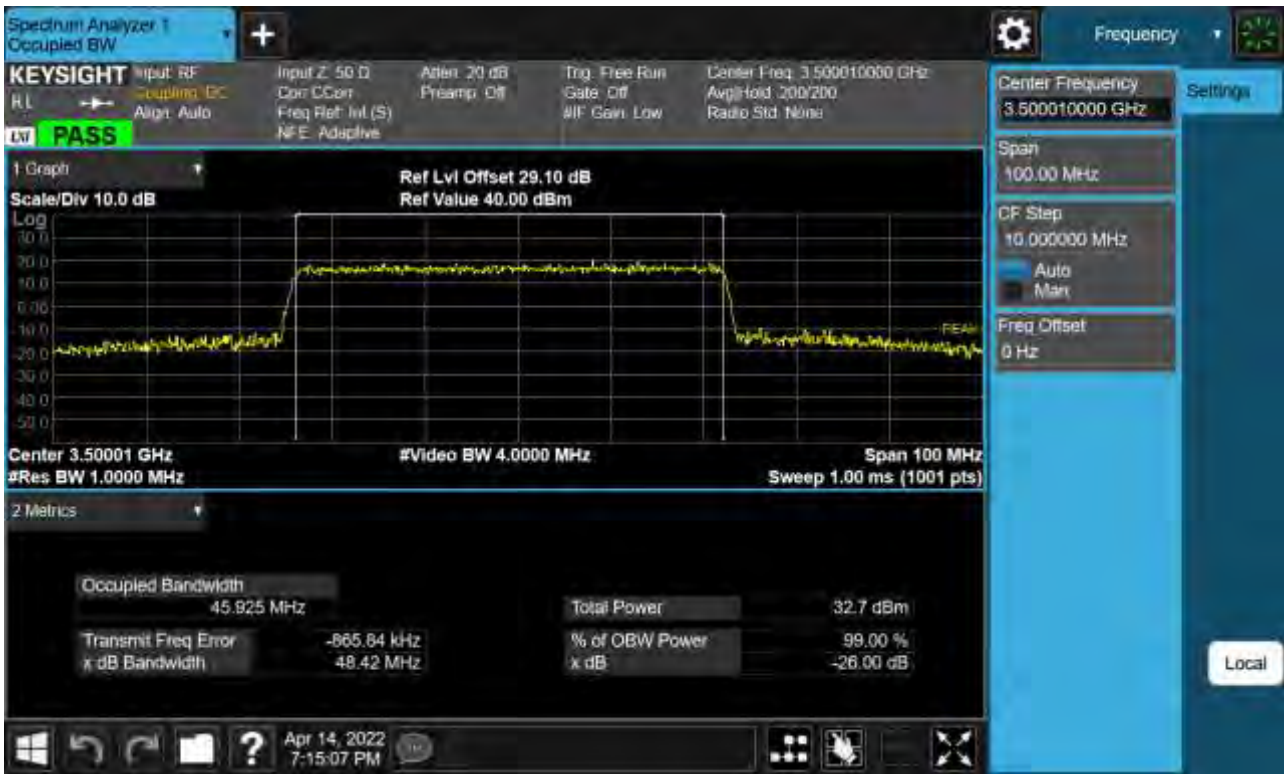 Spectrum Analyzer 1
Occupied BW
Frequency
KEYSIGHT
RL
PASS
Input: RF
Coupling: DC
Align: Auto
Input Z: 50 Ω
Corr CCorr
Freq Ref: Int (S)
NFE: Adaptive
Atten: 20 dB
Preamp: Off
Trig: Free Run
Gate: Off
#IF Gain: Low
Center Freq: 3.500010000 GHz
Avg|Hold: 200/200
Radio Std: None
Center Frequency
3.500010000 GHz
Settings
Span
100.00 MHz
CF Step
10.000000 MHz
Auto
Man
Freq Offset
0 Hz
1 Graph
Scale/Div 10.0 dB
Ref Lvl Offset 29.10 dB
Ref Value 40.00 dBm
Log
30.0
20.0
10.0
0.00
-10.0
-20.0
-30.0
-40.0
-50.0
PEAK
Center 3.50001 GHz
#Video BW 4.0000 MHz
Span 100 MHz
#Res BW 1.0000 MHz
Sweep 1.00 ms (1001 pts)
2 Metrics
Occupied Bandwidth
45.925 MHz
Total Power
32.7 dBm
Transmit Freq Error
-865.84 kHz
% of OBW Power
99.00 %
x dB Bandwidth
48.42 MHz
x dB
-26.00 dB
Local
?
Apr 14, 2022
7:15:07 PM